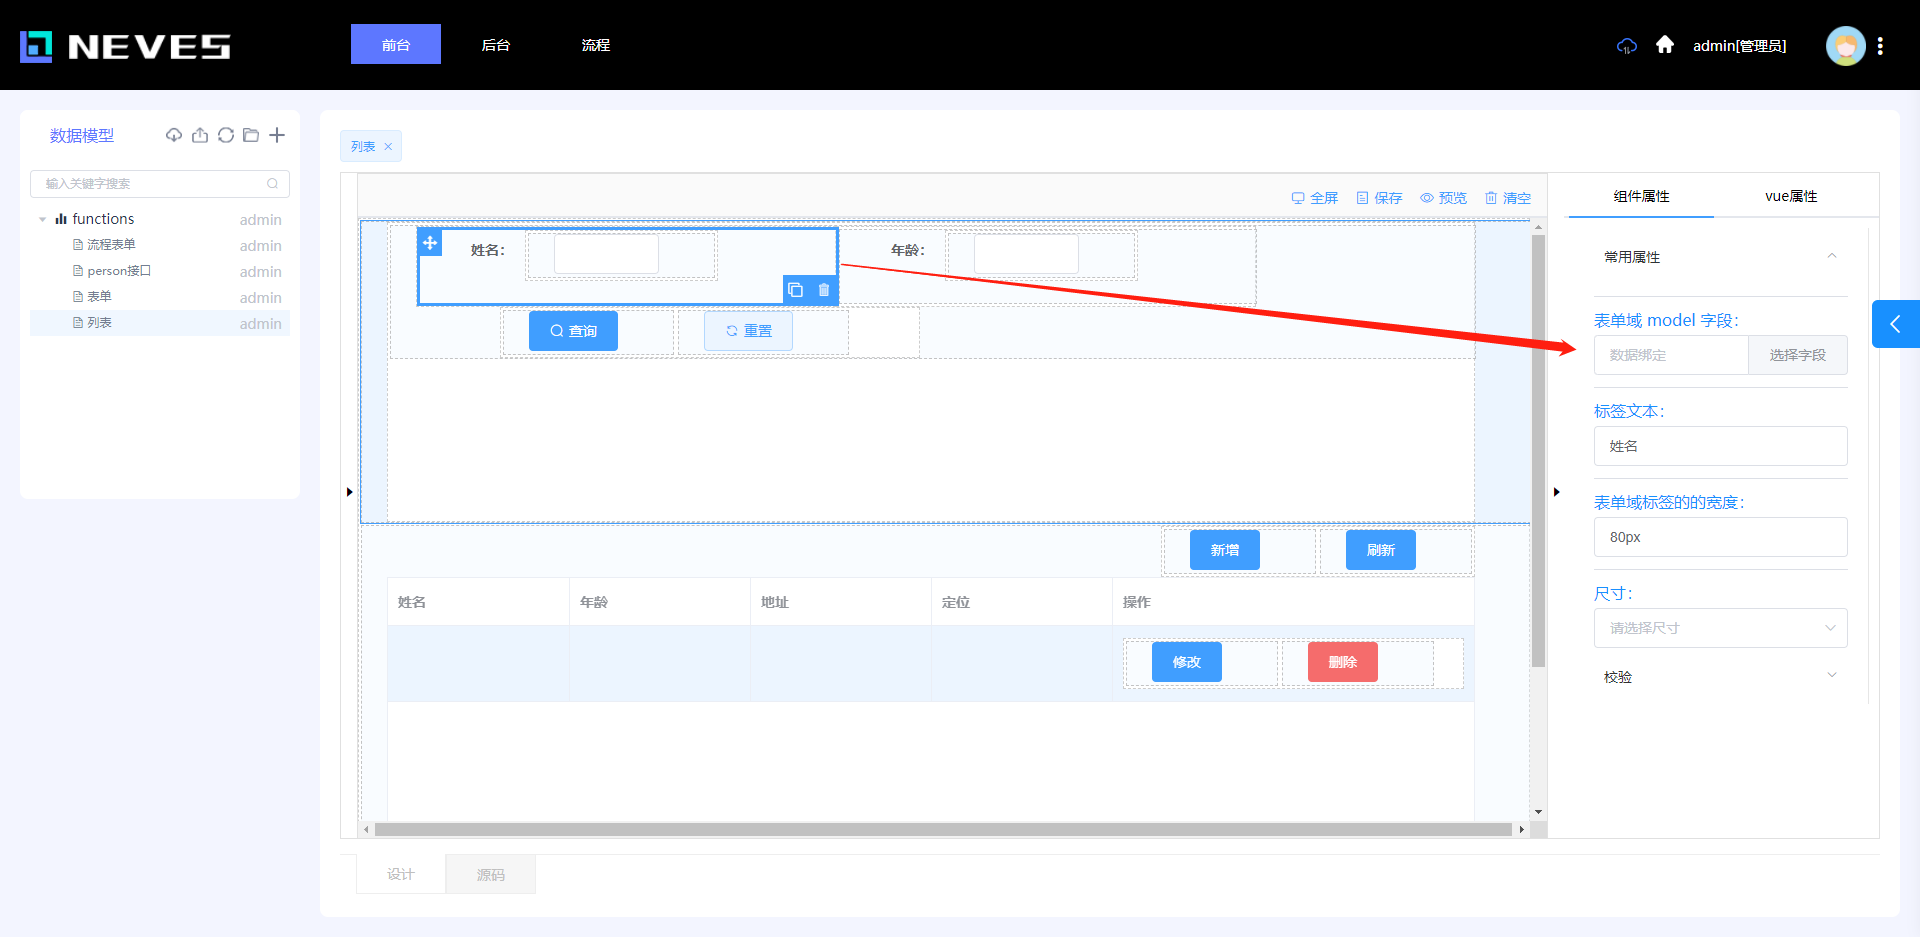 NEVES
前台
后台
流程
admin[管理员]
数据模型
输入关键字搜索
functions admin
流程表单 admin
person接口 admin
表单 admin
列表 admin
列表
全屏 保存 预览 清空
姓名：
年龄：
查询
重置
新增
刷新
姓名 年龄 地址 定位 操作
修改
删除
设计
源码
组件属性
vue属性
常用属性
表单域 model 字段：
数据绑定
选择字段
标签文本：
姓名
表单域标签的的宽度：
80px
尺寸：
请选择尺寸
校验